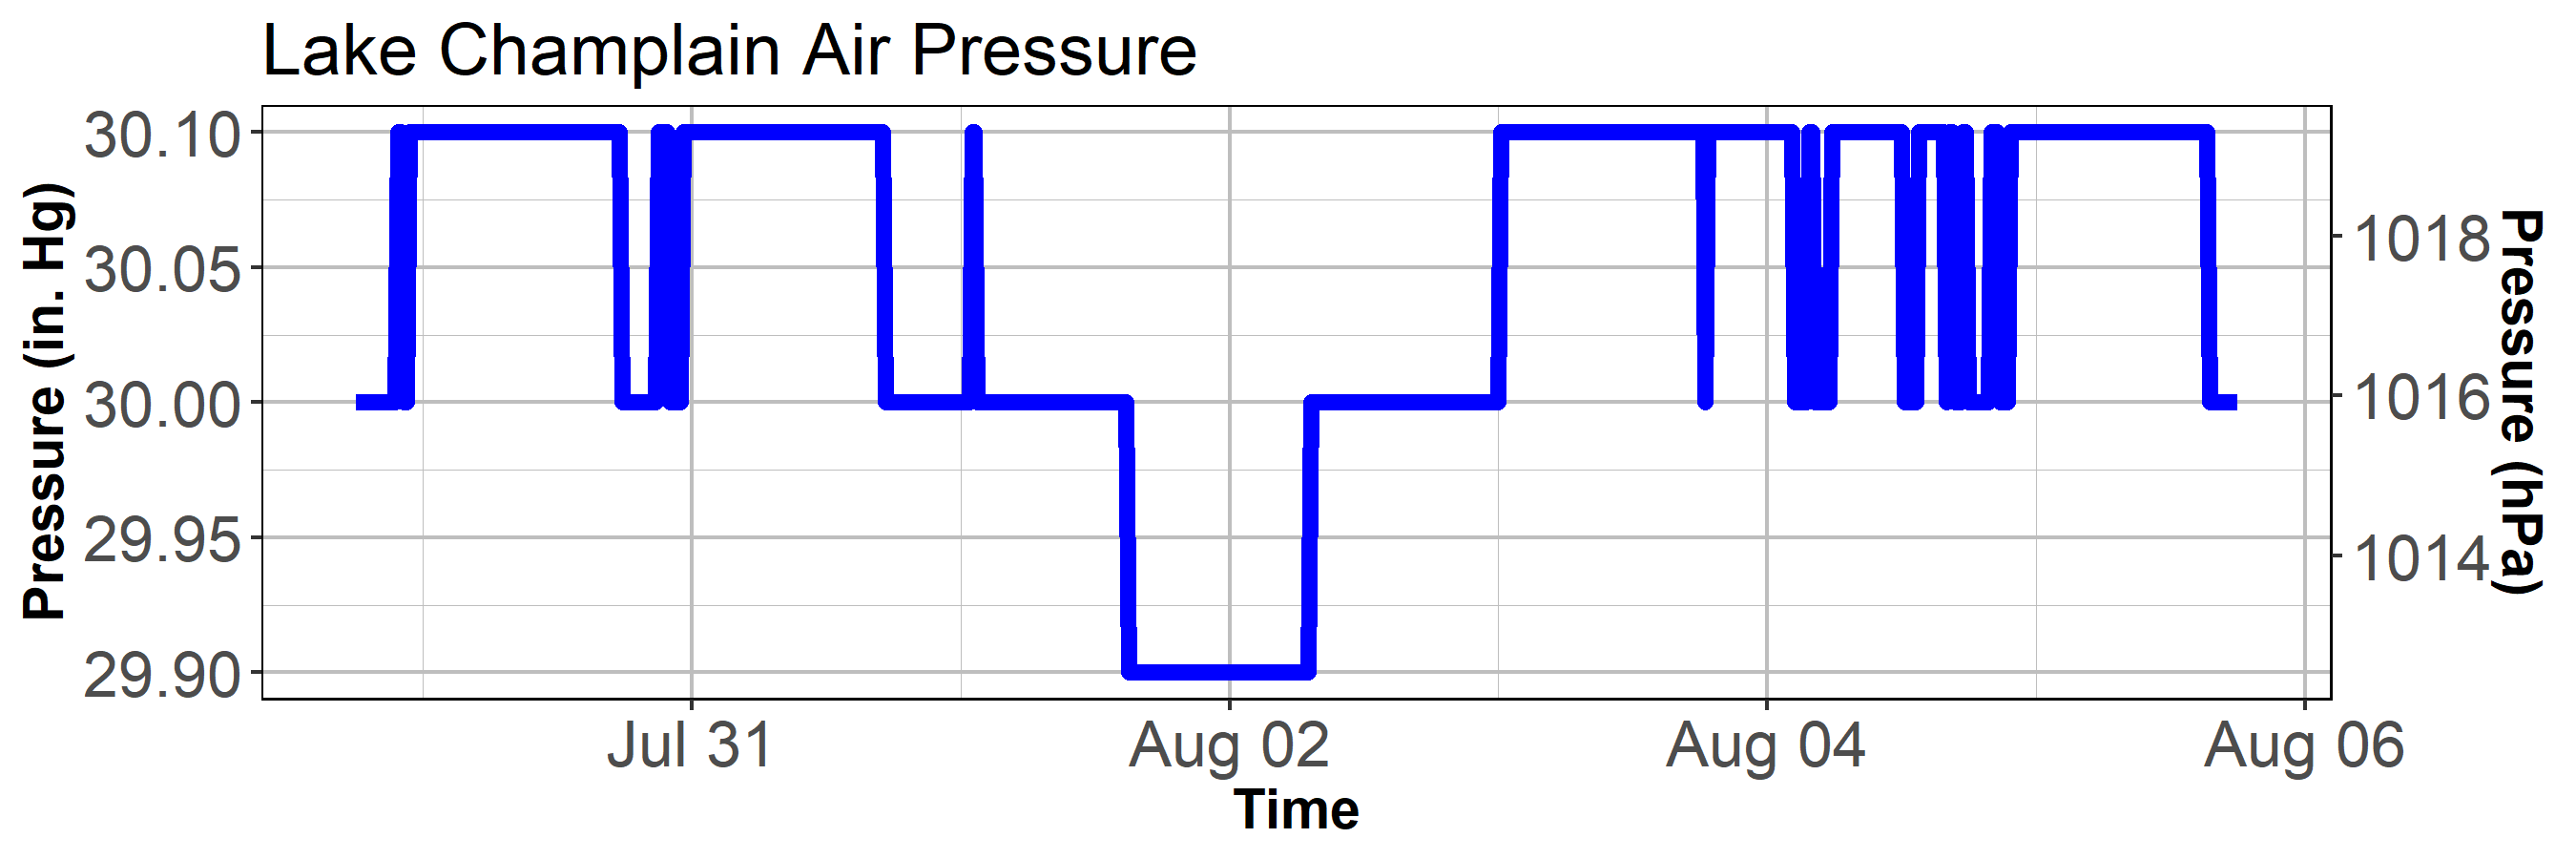 Lake Champlain Air Pressure
Pressure (in. Hg)
30.10
30.05
30.00
29.95
29.90
1018
1016
1014
Pressure (hPa)
Jul 31 Aug 02 Aug 04 Aug 06
Time